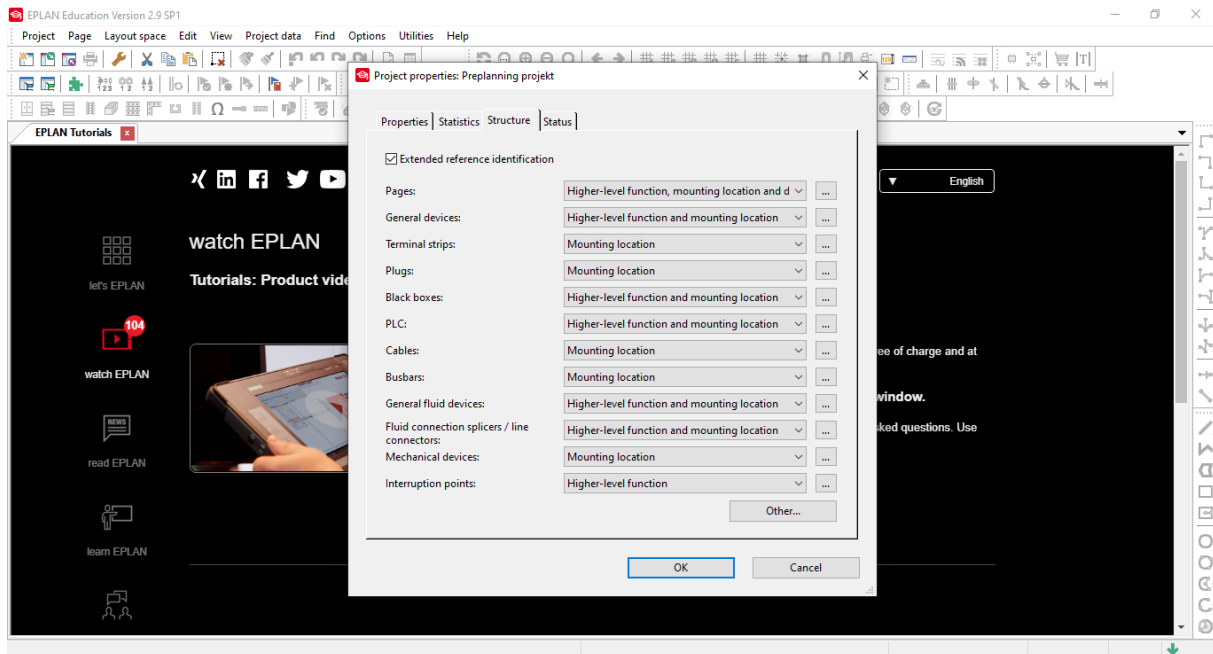 EPLAN Education Version 2.9 SP1
Project Page Layout space Edit View Project data Find Options Utilities Help
Project properties: Preplanning projekt
EPLAN Tutorials
Properties Statistics Structure Status
Extended reference identification
Pages: Higher-level function, mounting location and d ...
General devices: Higher-level function and mounting location ...
Terminal strips: Mounting location ...
Plugs: Mounting location ...
Black boxes: Higher-level function and mounting location ...
PLC: Higher-level function and mounting location ...
Cables: Mounting location ...
Busbars: Mounting location ...
General fluid devices: Higher-level function and mounting location ...
Fluid connection splicers / line
connectors: Higher-level function and mounting location ...
Mechanical devices: Mounting location ...
Interruption points: Higher-level function ...
Other...
OK Cancel
English
let's EPLAN
104
watch EPLAN
NEWS
read EPLAN
learn EPLAN
watch EPLAN
Tutorials: Product vide
ee of charge and at
window.
sked questions. Use